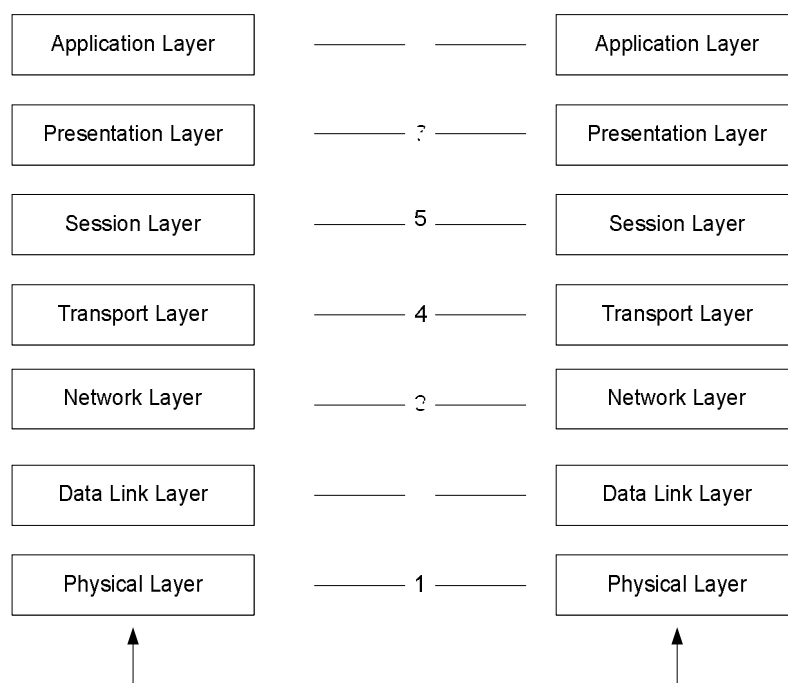 Application Layer Application Layer
Presentation Layer Presentation Layer
Session Layer 5 Session Layer
Transport Layer 4 Transport Layer
Network Layer Network Layer
Data Link Layer Data Link Layer
Physical Layer 1 Physical Layer